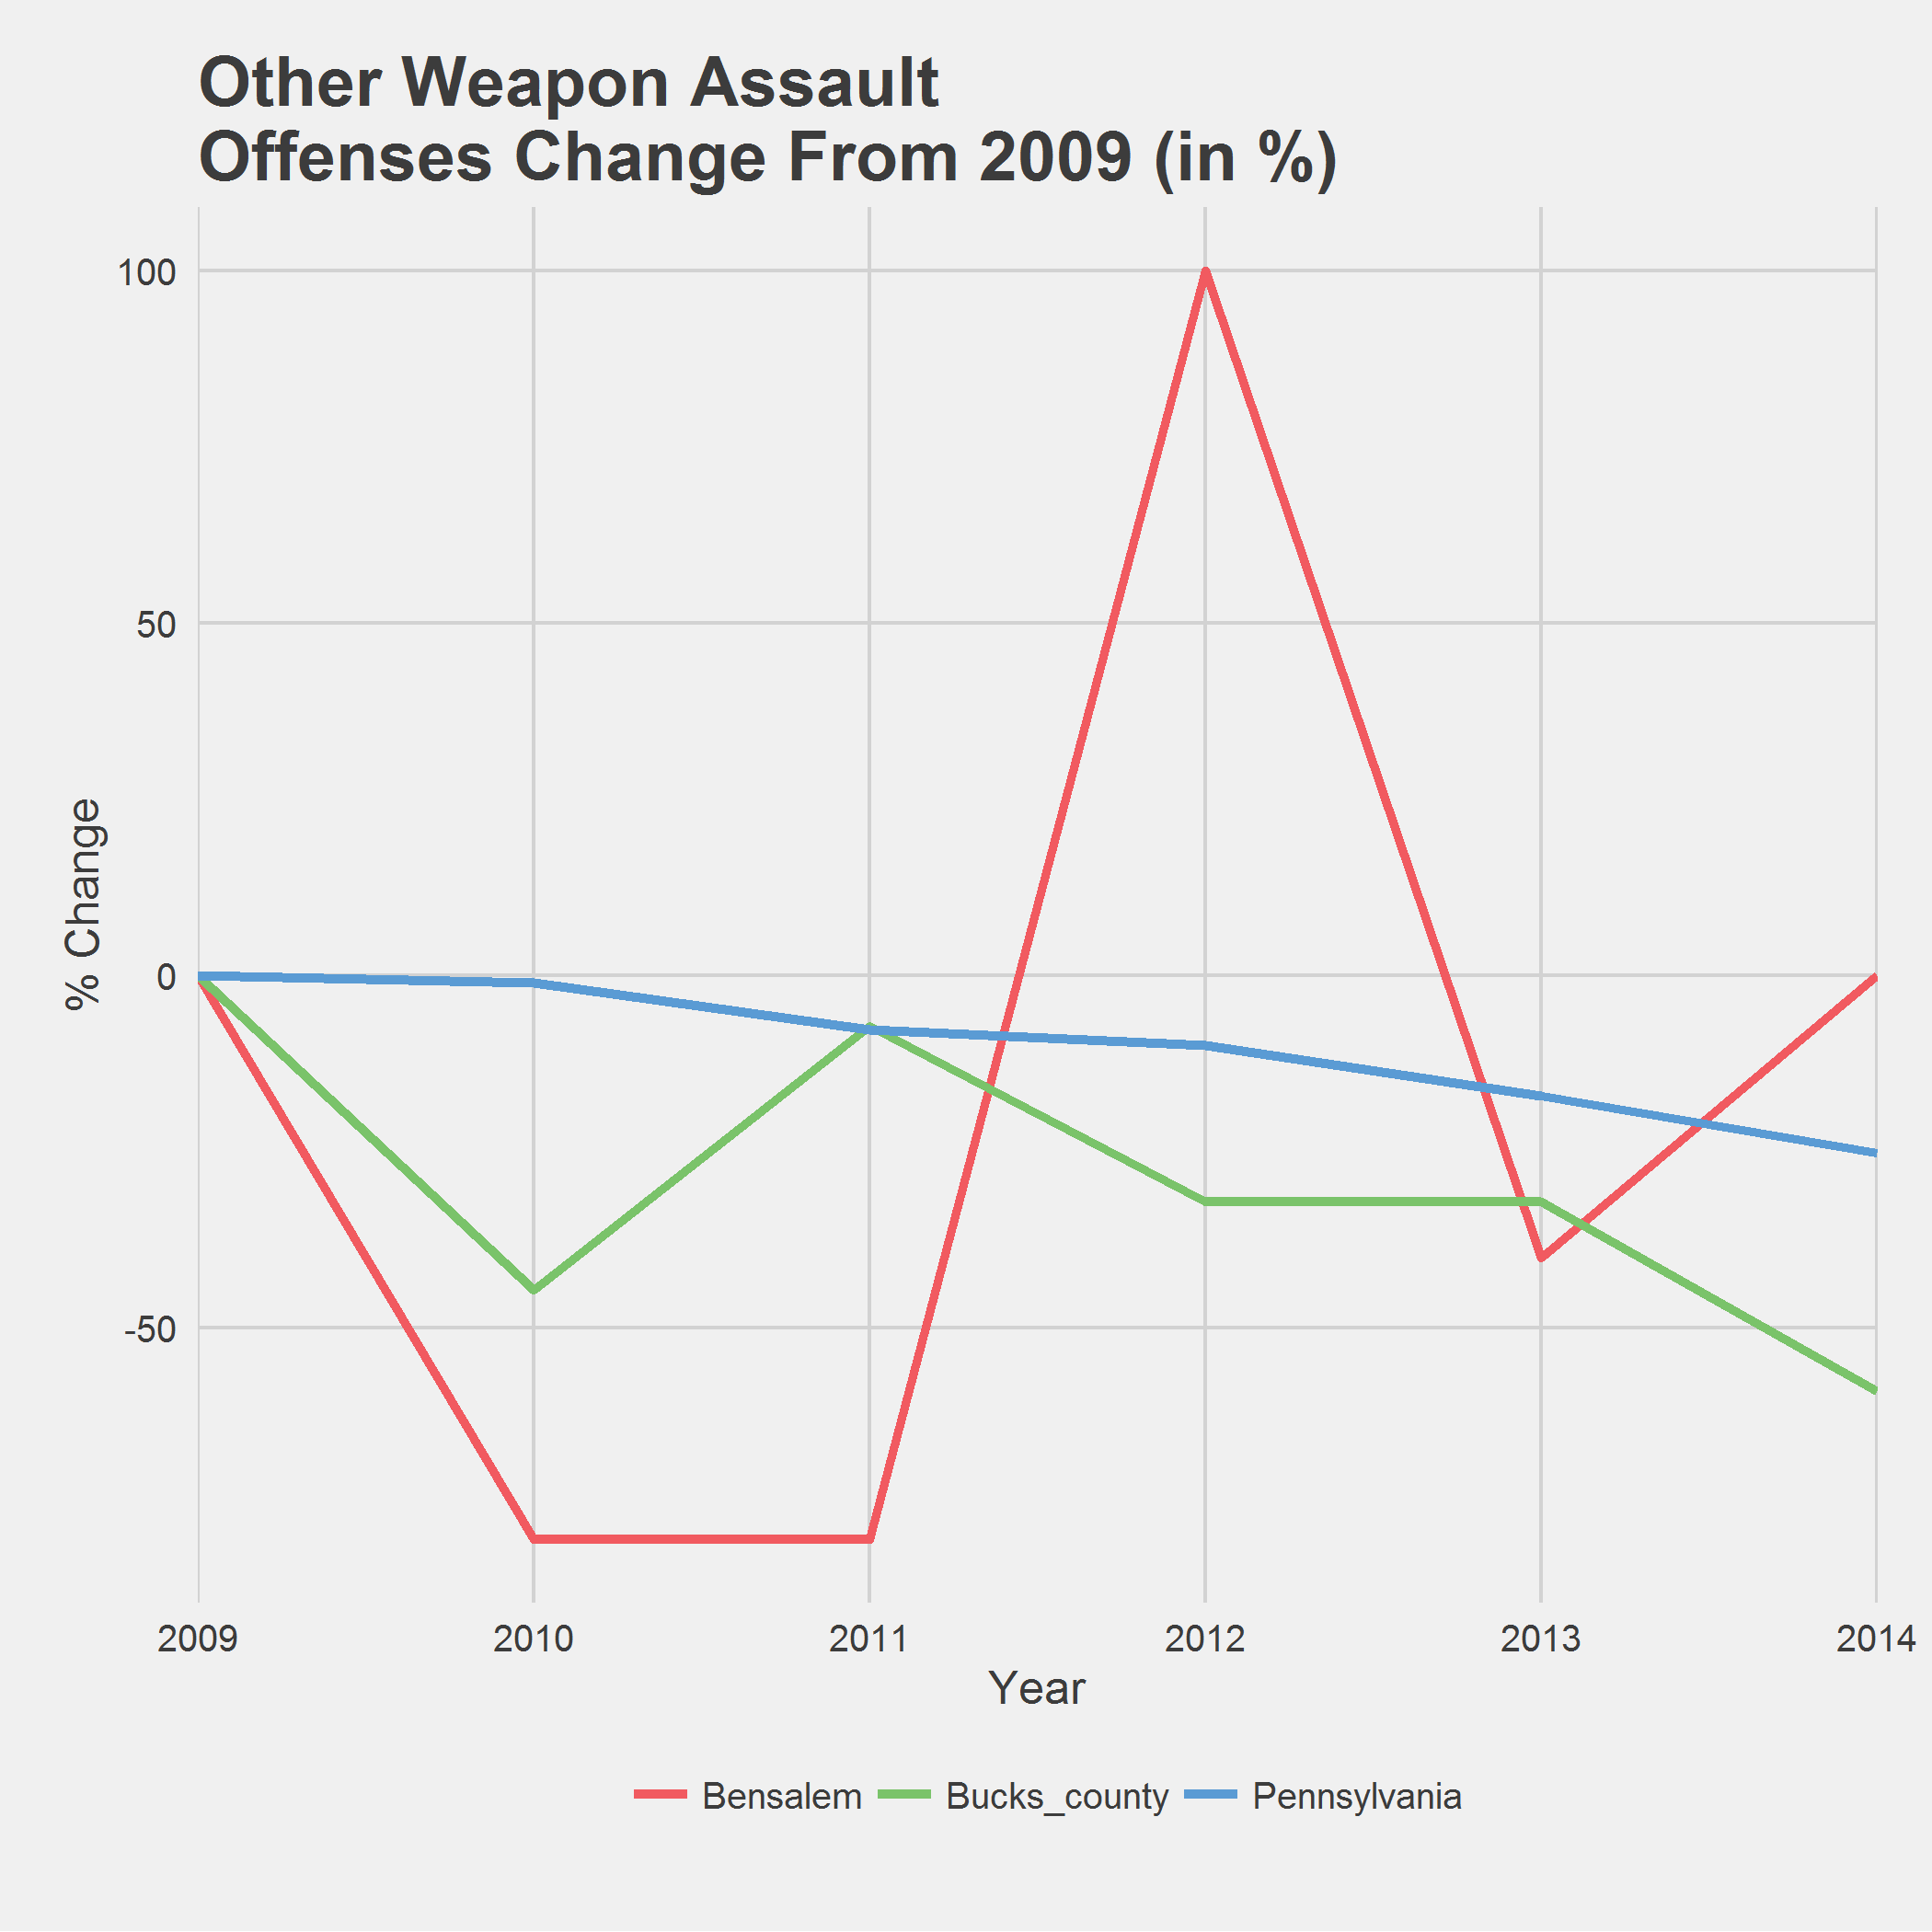 Other Weapon Assault
Offenses Change From 2009 (in %)
100
50
0
-50
% Change
2009 2010 2011 2012 2013 2014
Year
Bensalem Bucks_county Pennsylvania